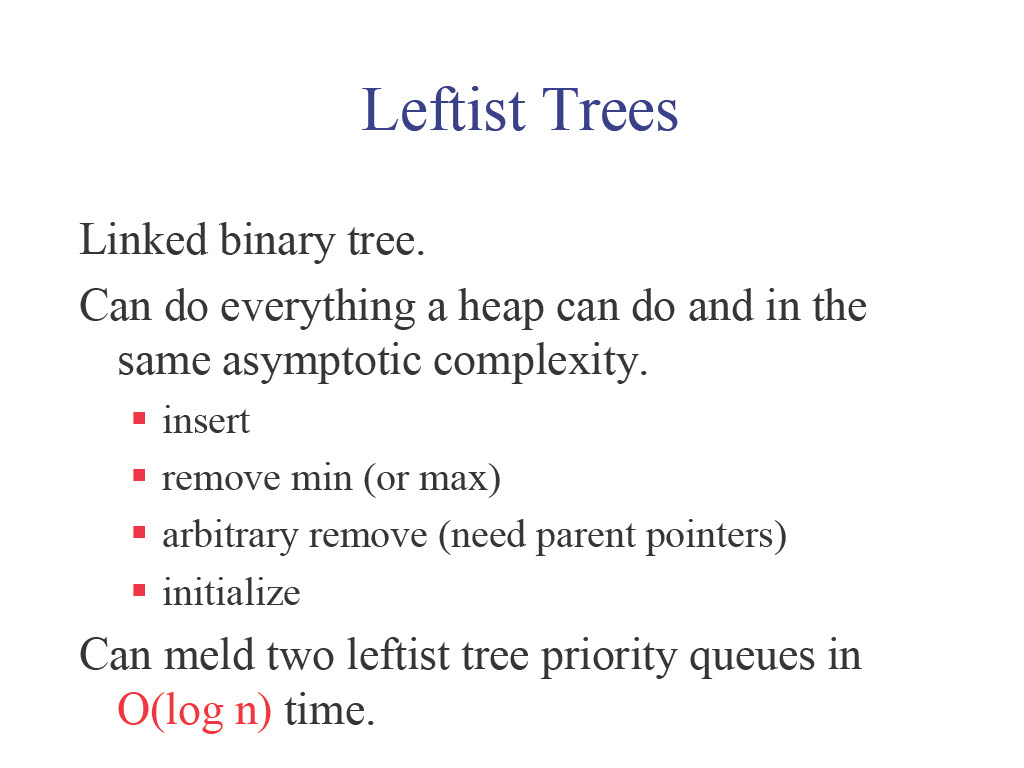 Leftist Trees
Linked binary tree.
Can do everything a heap can do and in the
same asymptotic complexity.
▪ insert
▪ remove min (or max)
▪ arbitrary remove (need parent pointers)
▪ initialize
Can meld two leftist tree priority queues in
O(log n) time.